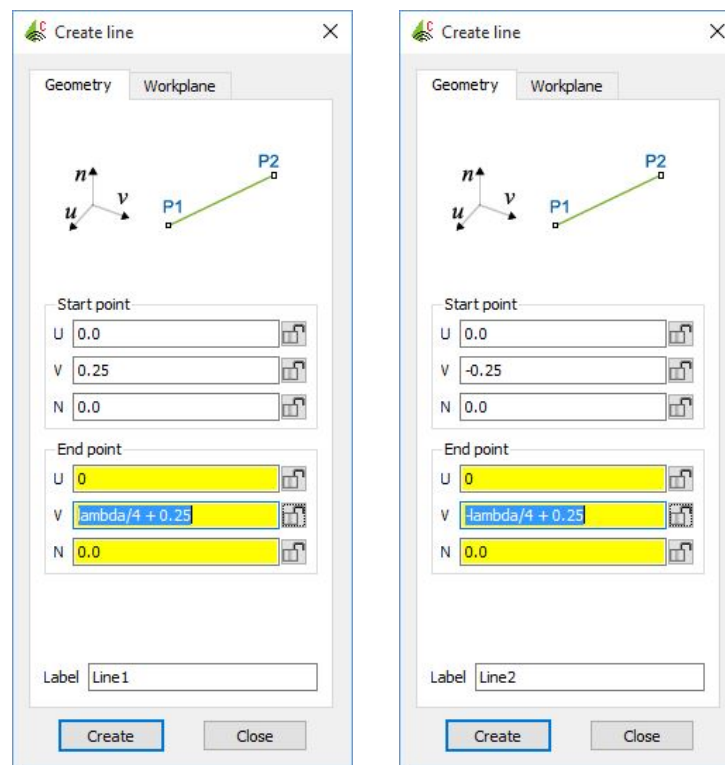 Create line
Geometry Workplane
n
v
u
P1
P2
Start point
U 0.0
V 0.25
N 0.0
End point
U 0
V lambda/4 + 0.25
N 0.0
Label Line1
Create Close
Create line
Geometry Workplane
n
v
u
P1
P2
Start point
U 0.0
V -0.25
N 0.0
End point
U 0
V -lambda/4 + 0.25
N 0.0
Label Line2
Create Close